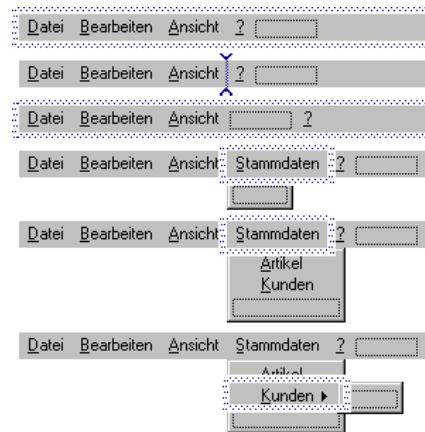 Datei Bearbeiten Ansicht ?
Datei Bearbeiten Ansicht ?
Datei Bearbeiten Ansicht ?
Datei Bearbeiten Ansicht Stammdaten ?
Datei Bearbeiten Ansicht Stammdaten ?
Artikel
Kunden
Datei Bearbeiten Ansicht Stammdaten ?
Artikel
Kunden